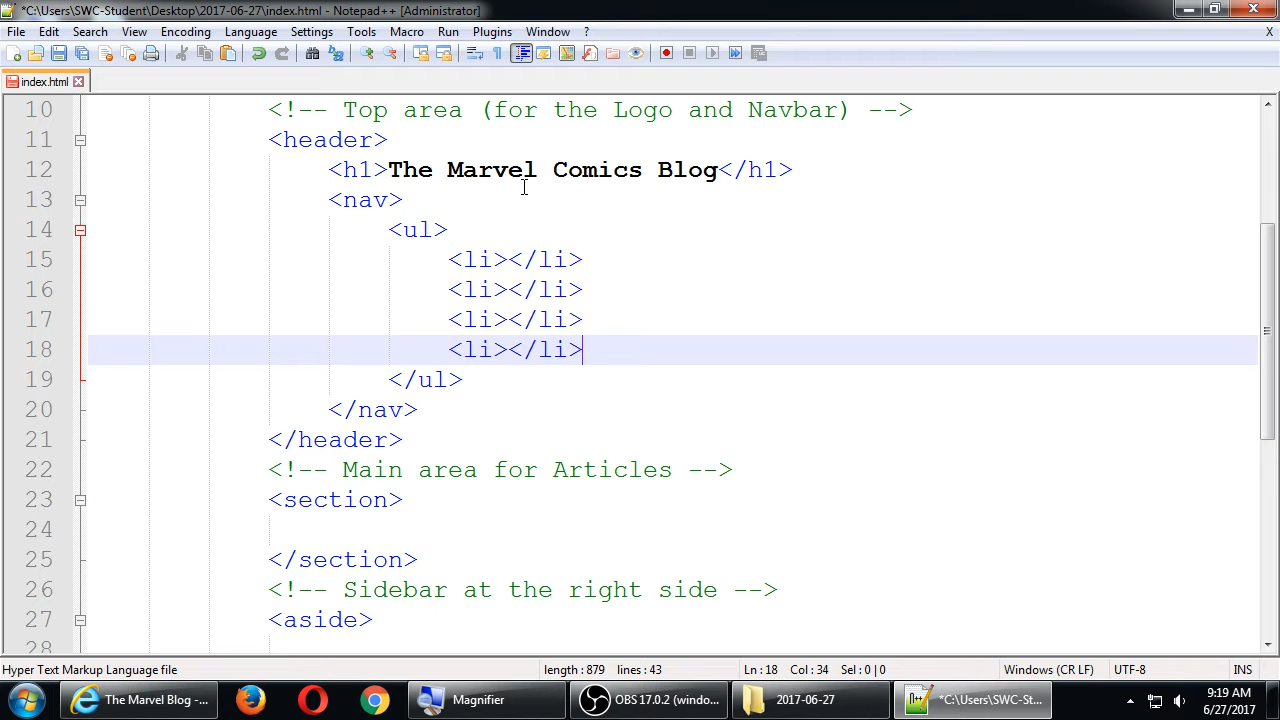 *C:\Users\SWC-Student\Desktop\2017-06-27\index.html - Notepad++ [Administrator]
File Edit Search View Encoding Language Settings Tools Macro Run Plugins Window ? X
index.html
10 <!-- Top area (for the Logo and Navbar) -->
11 <header>
12 <h1>The Marvel Comics Blog</h1>
13 <nav>
14 <ul>
15 <li></li>
16 <li></li>
17 <li></li>
18 <li></li>
19 </ul>
20 </nav>
21 </header>
22 <!-- Main area for Articles -->
23 <section>
24
25 </section>
26 <!-- Sidebar at the right side -->
27 <aside>
28
Hyper Text Markup Language file length : 879 lines : 43 Ln : 18 Col : 34 Sel : 0 | 0 Windows (CR LF) UTF-8 INS
The Marvel Blog -... Magnifier OBS 17.0.2 (windo... 2017-06-27 *C:\Users\SWC-St... 9:19 AM
6/27/2017